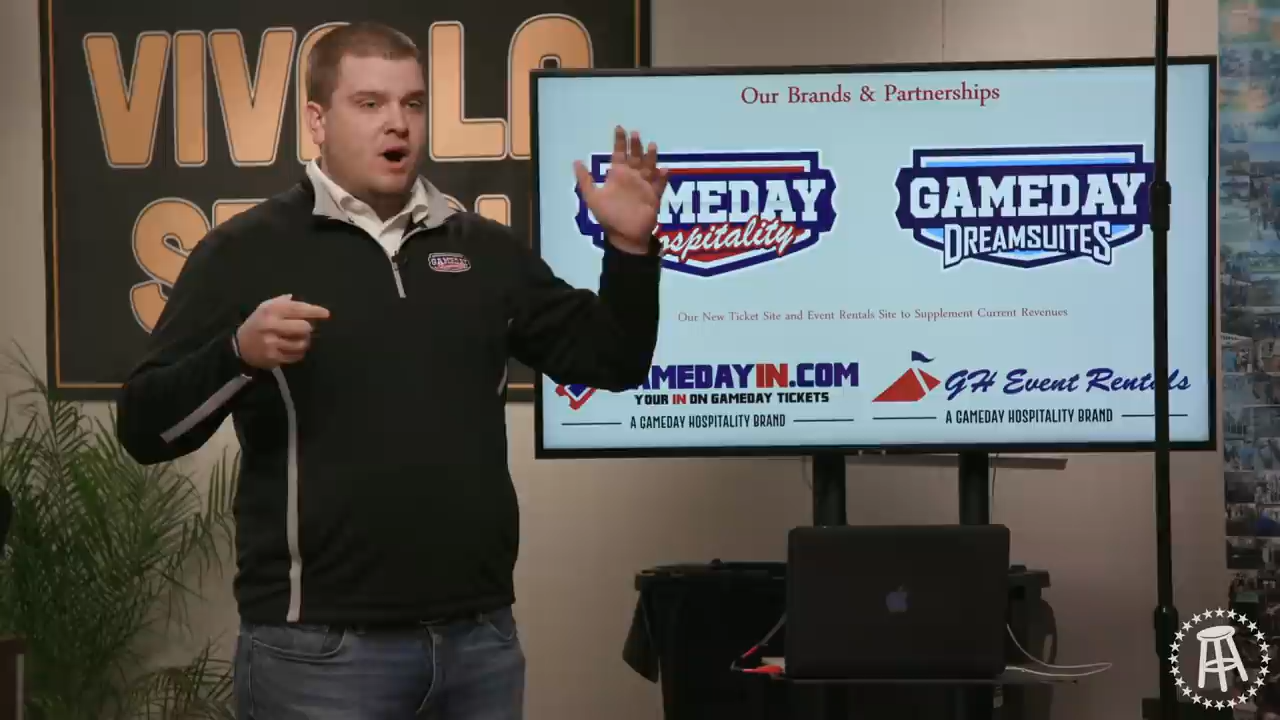 VIV LA
S
Our Brands & Partnerships
MEDAY
ospitality
GAMEDAY
DREAMSUITES
Our New Ticket Site and Event Rentals Site to Supplement Current Revenues
AMEDAYIN.COM
YOUR IN ON GAMEDAY TICKETS
A GAMEDAY HOSPITALITY BRAND
GH Event Rentals
A GAMEDAY HOSPITALITY BRAND
GAMEDAY